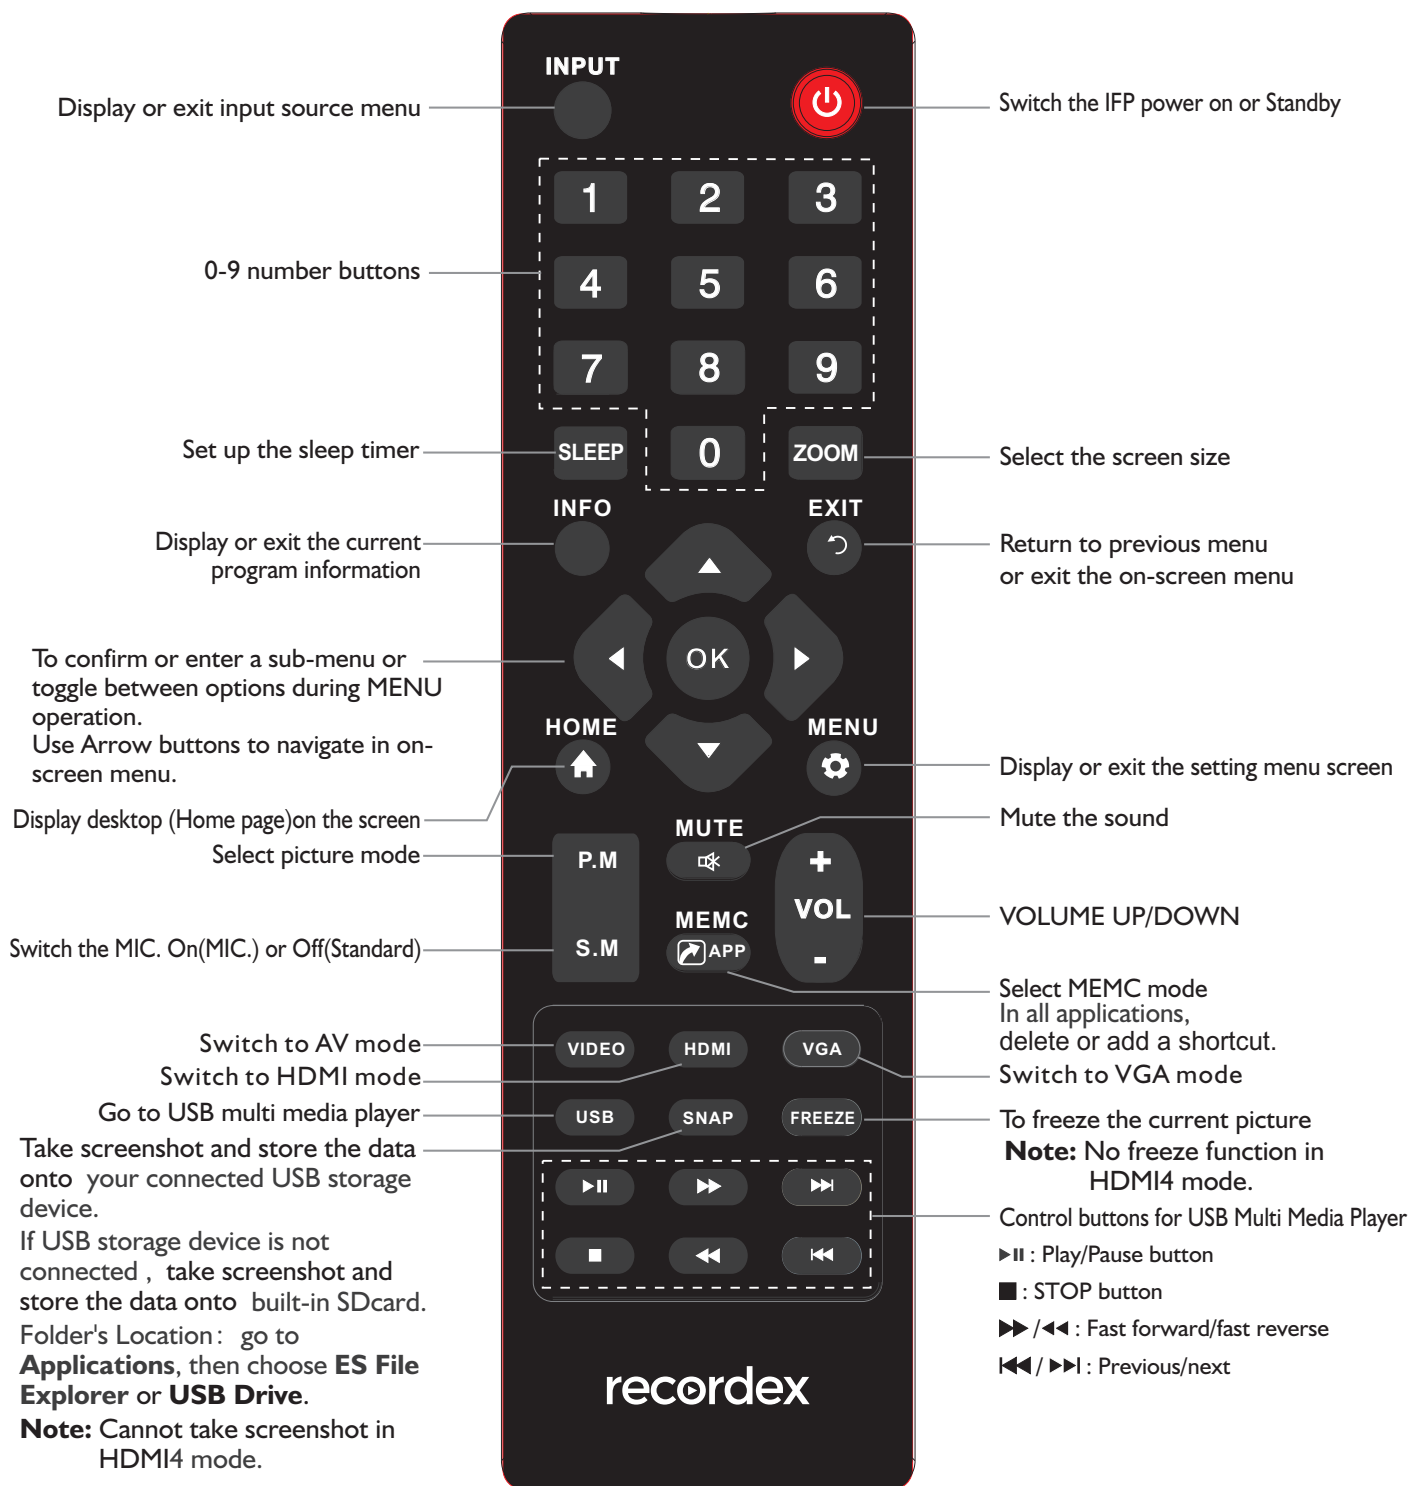 INPUT
Display or exit input source menu
Switch the IFP power on or Standby
1 2 3
0-9 number buttons
4 5 6
7 8 9
Set up the sleep timer
SLEEP 0 ZOOM
Select the screen size
INFO EXIT
Display or exit the current
program information
Return to previous menu
or exit the on-screen menu
OK
To confirm or enter a sub-menu or
toggle between options during MENU
operation.
Use Arrow buttons to navigate in on-
screen menu.
HOME MENU
Display or exit the setting menu screen
Display desktop (Home page)on the screen
Mute the sound
MUTE
Select picture mode
P.M
+
VOL
-
VOLUME UP/DOWN
MEMC
APP
Switch the MIC. On(MIC.) or Off(Standard)
S.M
Select MEMC mode
In all applications,
delete or add a shortcut.
Switch to AV mode
VIDEO HDMI VGA
Switch to HDMI mode
Switch to VGA mode
Go to USB multi media player
USB SNAP FREEZE
To freeze the current picture
Note: No freeze function in
HDMI4 mode.
Take screenshot and store the data
onto your connected USB storage
device.
If USB storage device is not
connected , take screenshot and
store the data onto built-in SDcard.
Folder's Location: go to
Applications, then choose ES File
Explorer or USB Drive.
Note: Cannot take screenshot in
HDMI4 mode.
Control buttons for USB Multi Media Player
: Play/Pause button
: STOP button
/ : Fast forward/fast reverse
/ : Previous/next
recordex